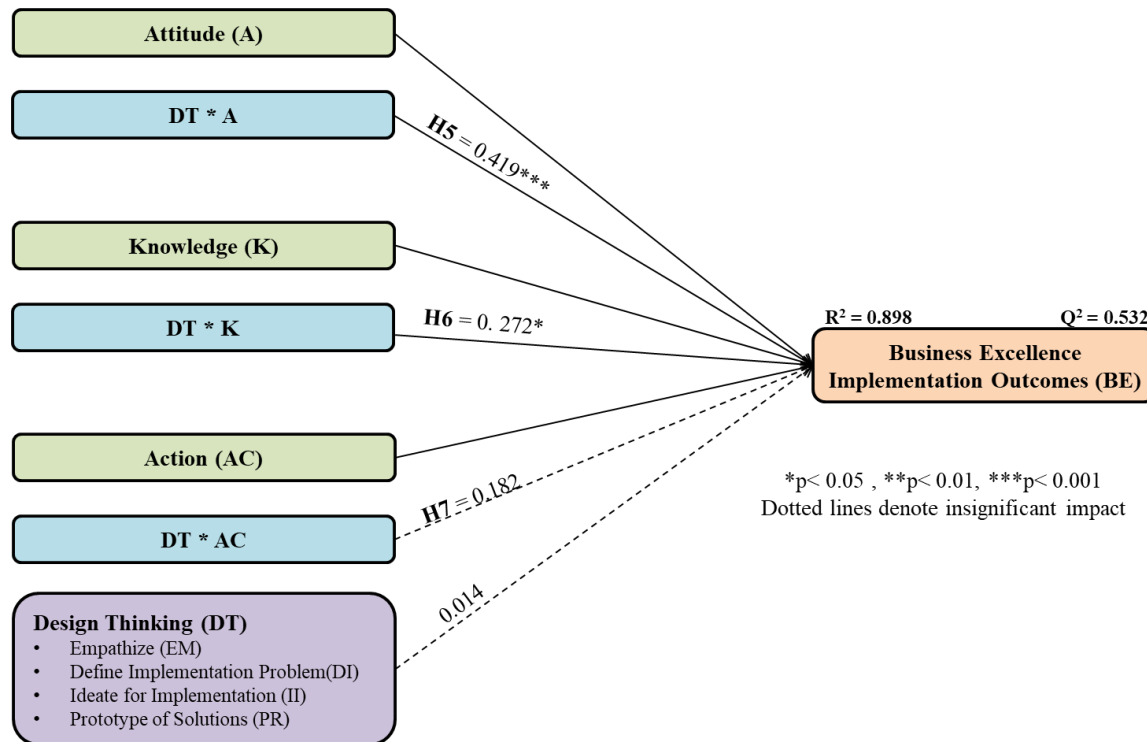 Attitude (A)
DT * A
H5 = 0.419***
Knowledge (K)
DT * K
H6 = 0. 272*
R² = 0.898
Q² = 0.532
Business Excellence
Implementation Outcomes (BE)
Action (AC)
H7 = 0.182
DT * AC
*p< 0.05 , **p< 0.01, ***p< 0.001
Dotted lines denote insignificant impact
0.014
Design Thinking (DT)
• Empathize (EM)
• Define Implementation Problem(DI)
• Ideate for Implementation (II)
• Prototype of Solutions (PR)